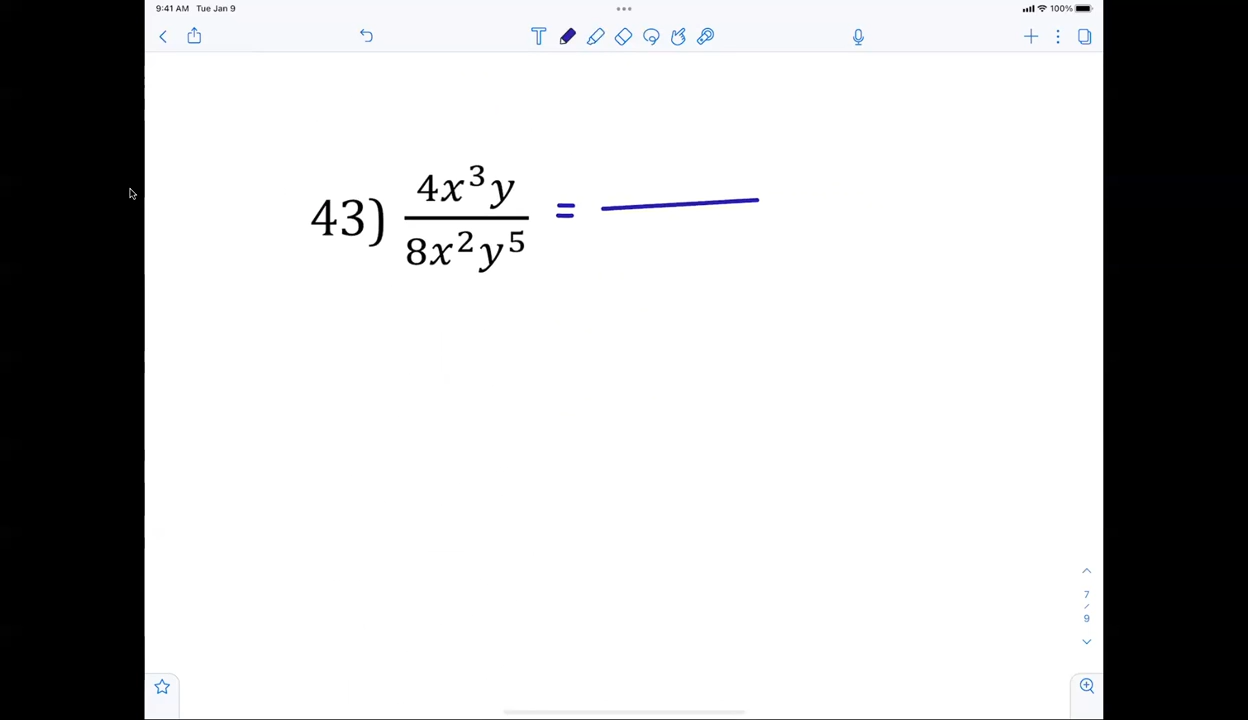 9:41 AM Tue Jan 9
100%
T
43) 4x³y / 8x²y⁵ =
7
/
9